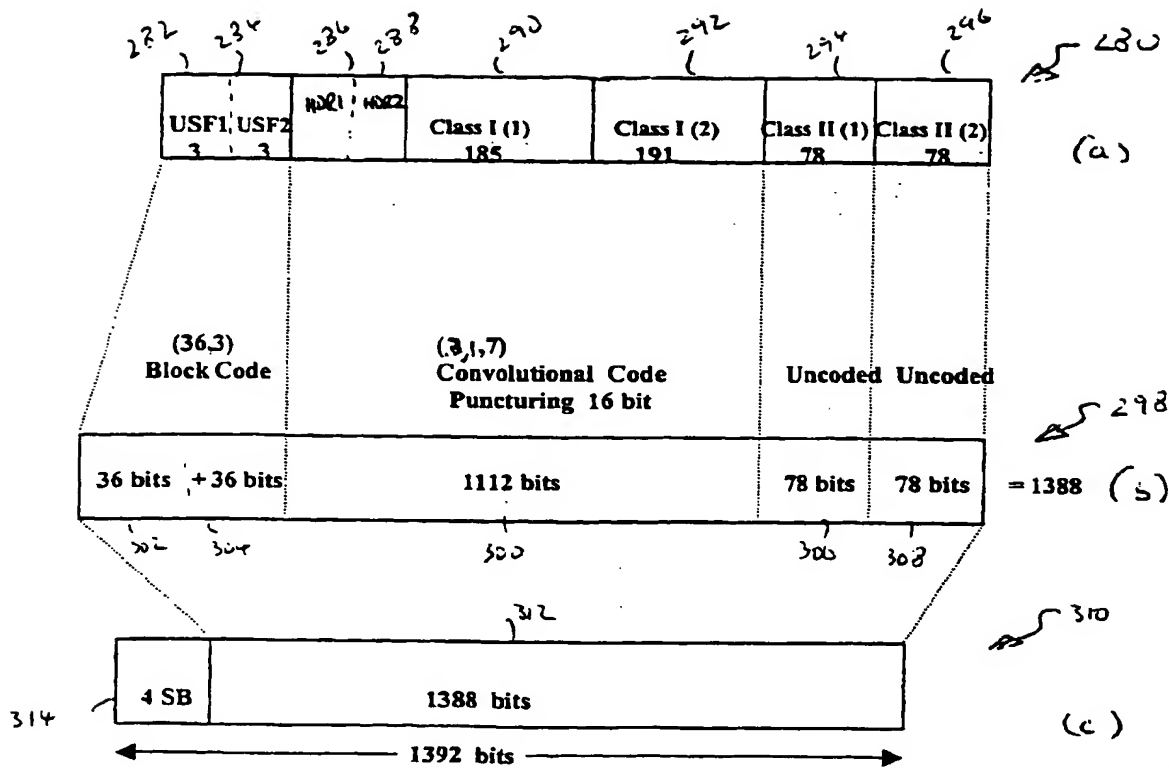 282 284 286 288 290 292 294 296
280
USF1 USF2 HDR1 HDR2 Class I (1) Class I (2) Class II (1) Class II (2)
3 3 185 191 78 78
(a)
(36,3) (3,1,7)
Block Code Convolutional Code Uncoded Uncoded
Puncturing 16 bit
298
36 bits + 36 bits 1112 bits 78 bits 78 bits = 1388 (b)
302 304 308
312
310
4 SB 1388 bits
314
(c)
1392 bits